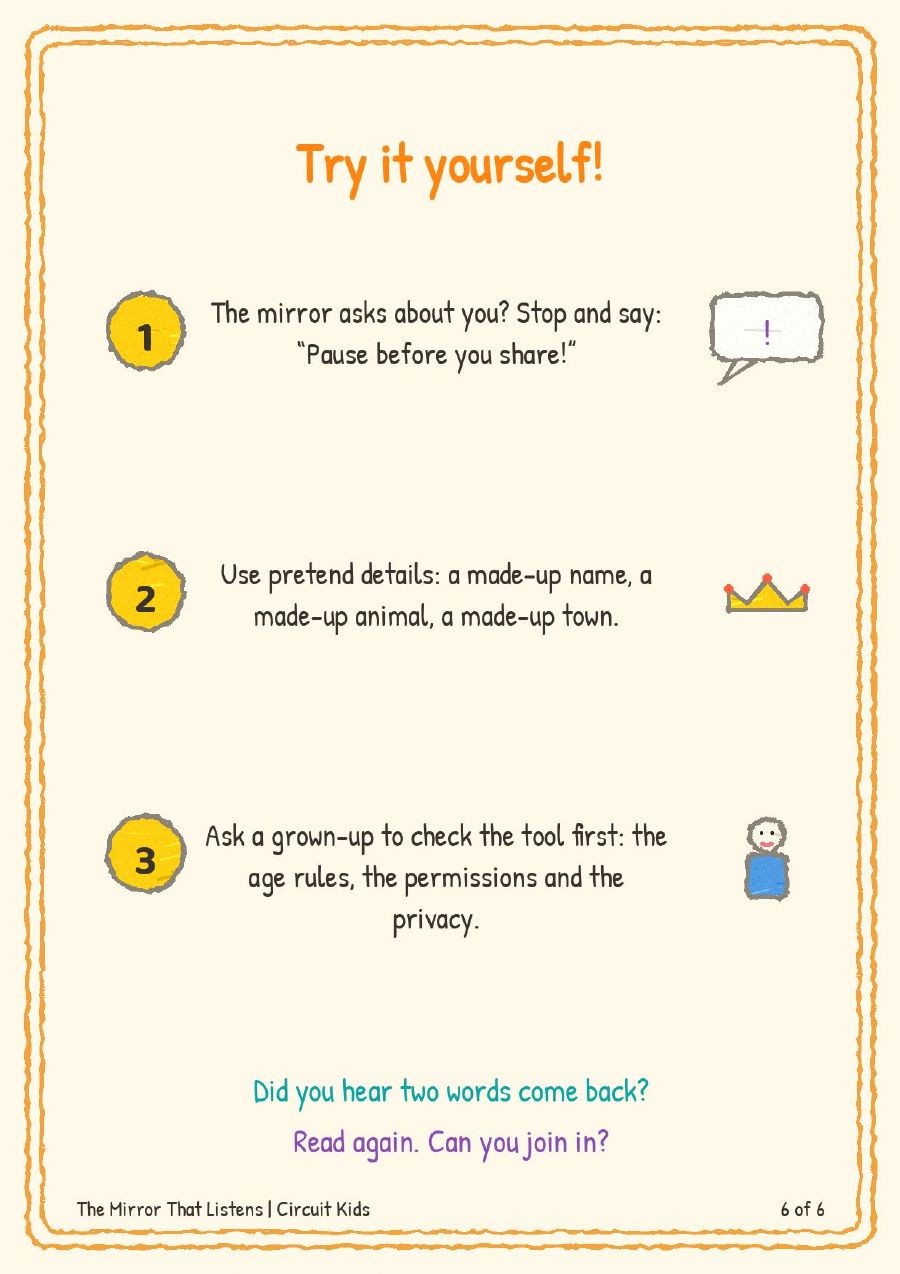 Try it yourself!
1
The mirror asks about you? Stop and say:
“Pause before you share!”
!
2
Use pretend details: a made-up name, a
made-up animal, a made-up town.
3
Ask a grown-up to check the tool first: the
age rules, the permissions and the
privacy.
Did you hear two words come back?
Read again. Can you join in?
The Mirror That Listens | Circuit Kids
6 of 6